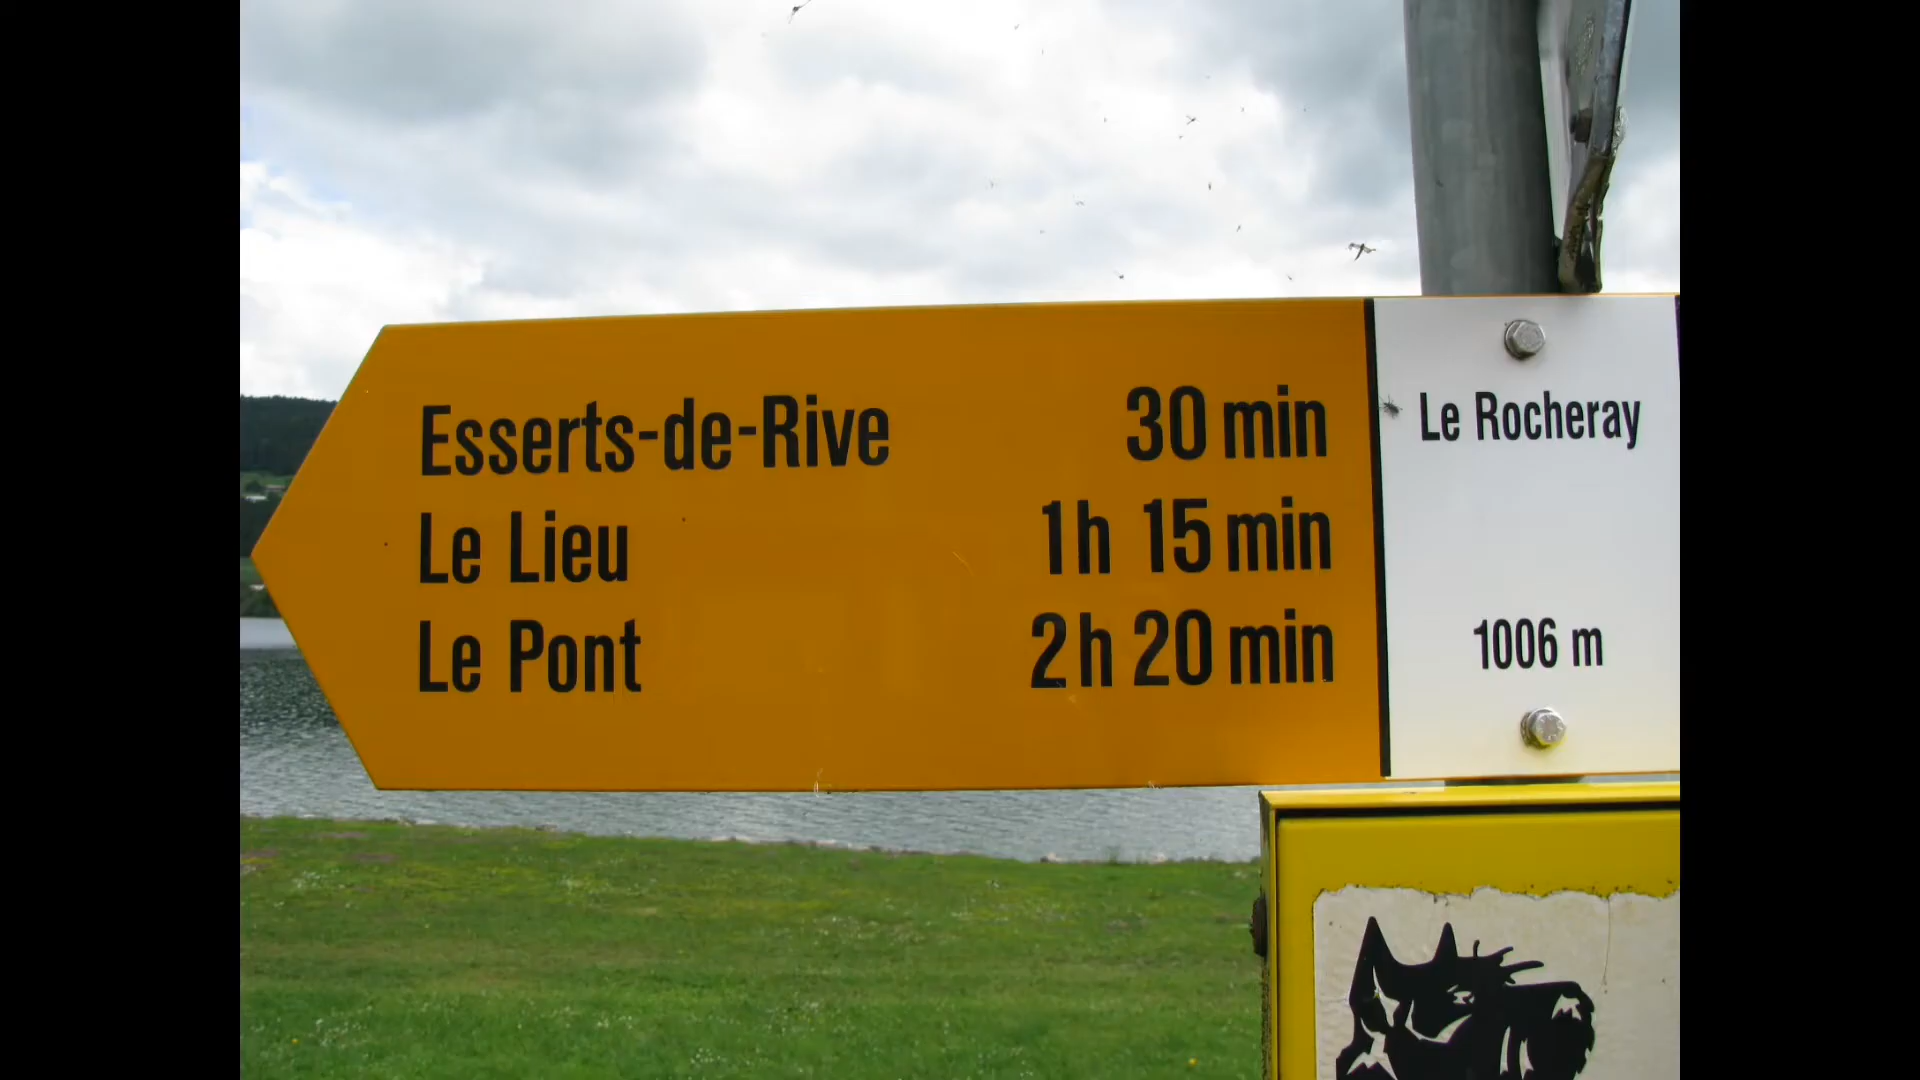 Esserts-de-Rive 30 min
Le Lieu 1h 15 min
Le Pont 2h 20 min
Le Rocheray
1006 m